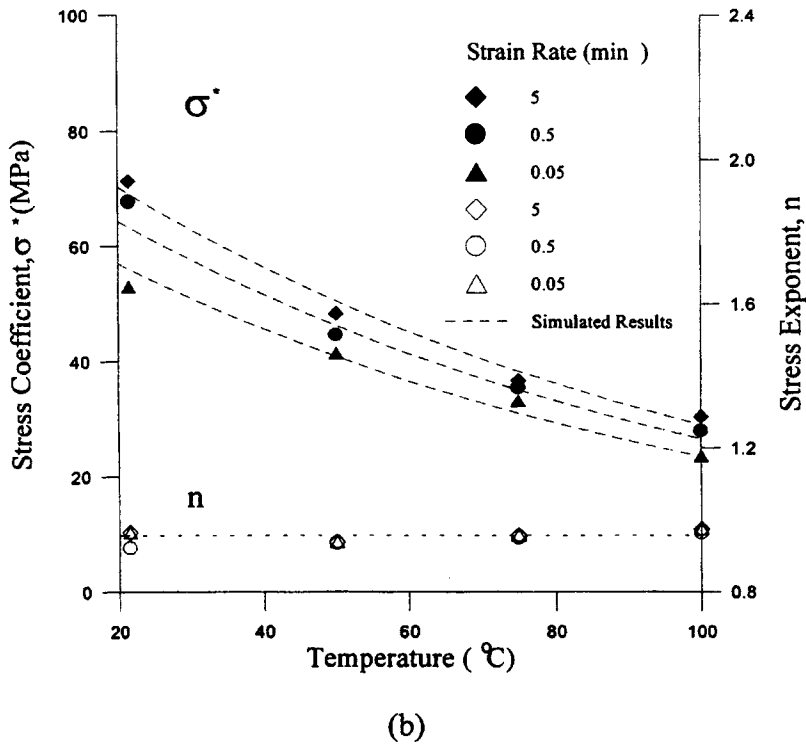 100
80
60
40
20
0
Stress Coefficient, σ * (MPa)
σ *
n
Strain Rate (min )
5
0.5
0.05
5
0.5
0.05
Simulated Results
2.4
2.0
1.6
1.2
0.8
Stress Exponent, n
20
40
60
80
100
Temperature ( °C)
(b)